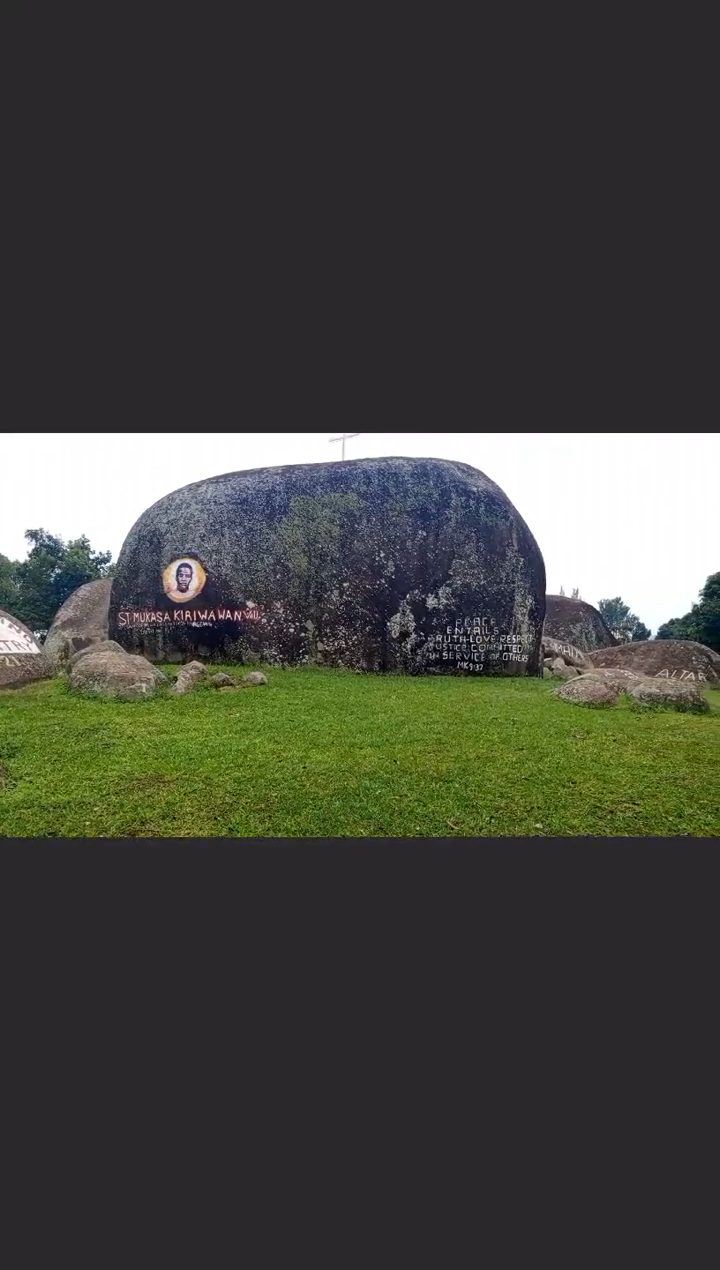 ST MUKASA KIRIWAWANVU
PEACE
ENTAILS
TRUTH-LOVE-RESPECT
JUSTICE COMMITTED
IN SERVICE OF OTHERS
MK 9:37
ALTAR